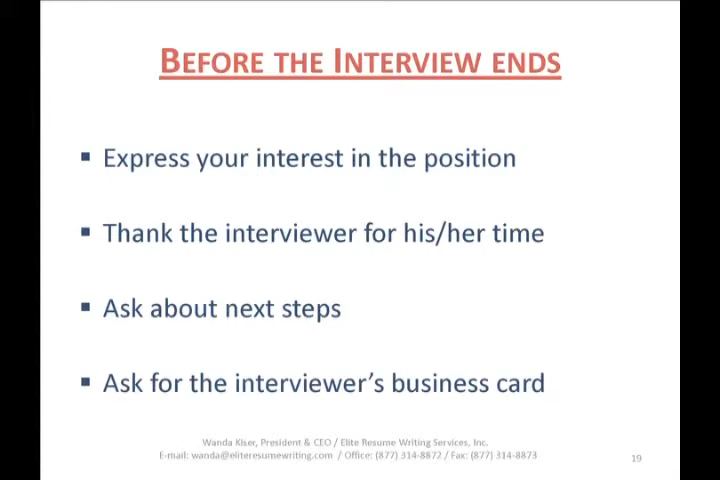 BEFORE THE INTERVIEW ENDS
▪ Express your interest in the position
▪ Thank the interviewer for his/her time
▪ Ask about next steps
▪ Ask for the interviewer’s business card
Wanda Kiser, President & CEO / Elite Resume Writing Services, Inc.
E-mail: wanda@eliteresumewriting.com / Office: (877) 314-8872 / Fax: (877) 314-8873
19